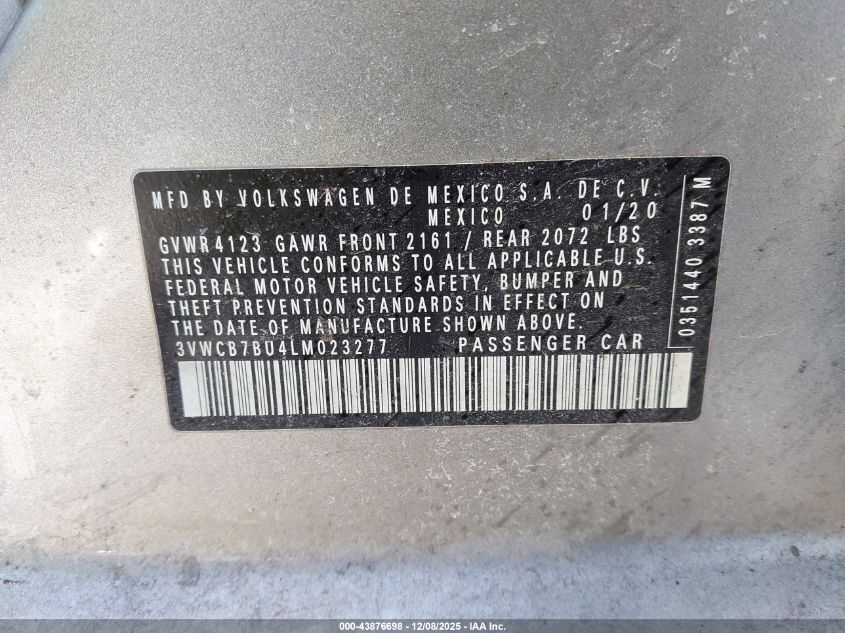 MFD BY VOLKSWAGEN DE MEXICO S.A. DE C.V.
MEXICO 01/20
GVWR4123 GAWR FRONT 2161 / REAR 2072 LBS
THIS VEHICLE CONFORMS TO ALL APPLICABLE U.S.
FEDERAL MOTOR VEHICLE SAFETY, BUMPER AND
THEFT PREVENTION STANDARDS IN EFFECT ON
THE DATE OF MANUFACTURE SHOWN ABOVE.
3VWCB7BU4LM023277 PASSENGER CAR
0351440 3387 M
000-43876698 - 12/08/2025 - IAA Inc.